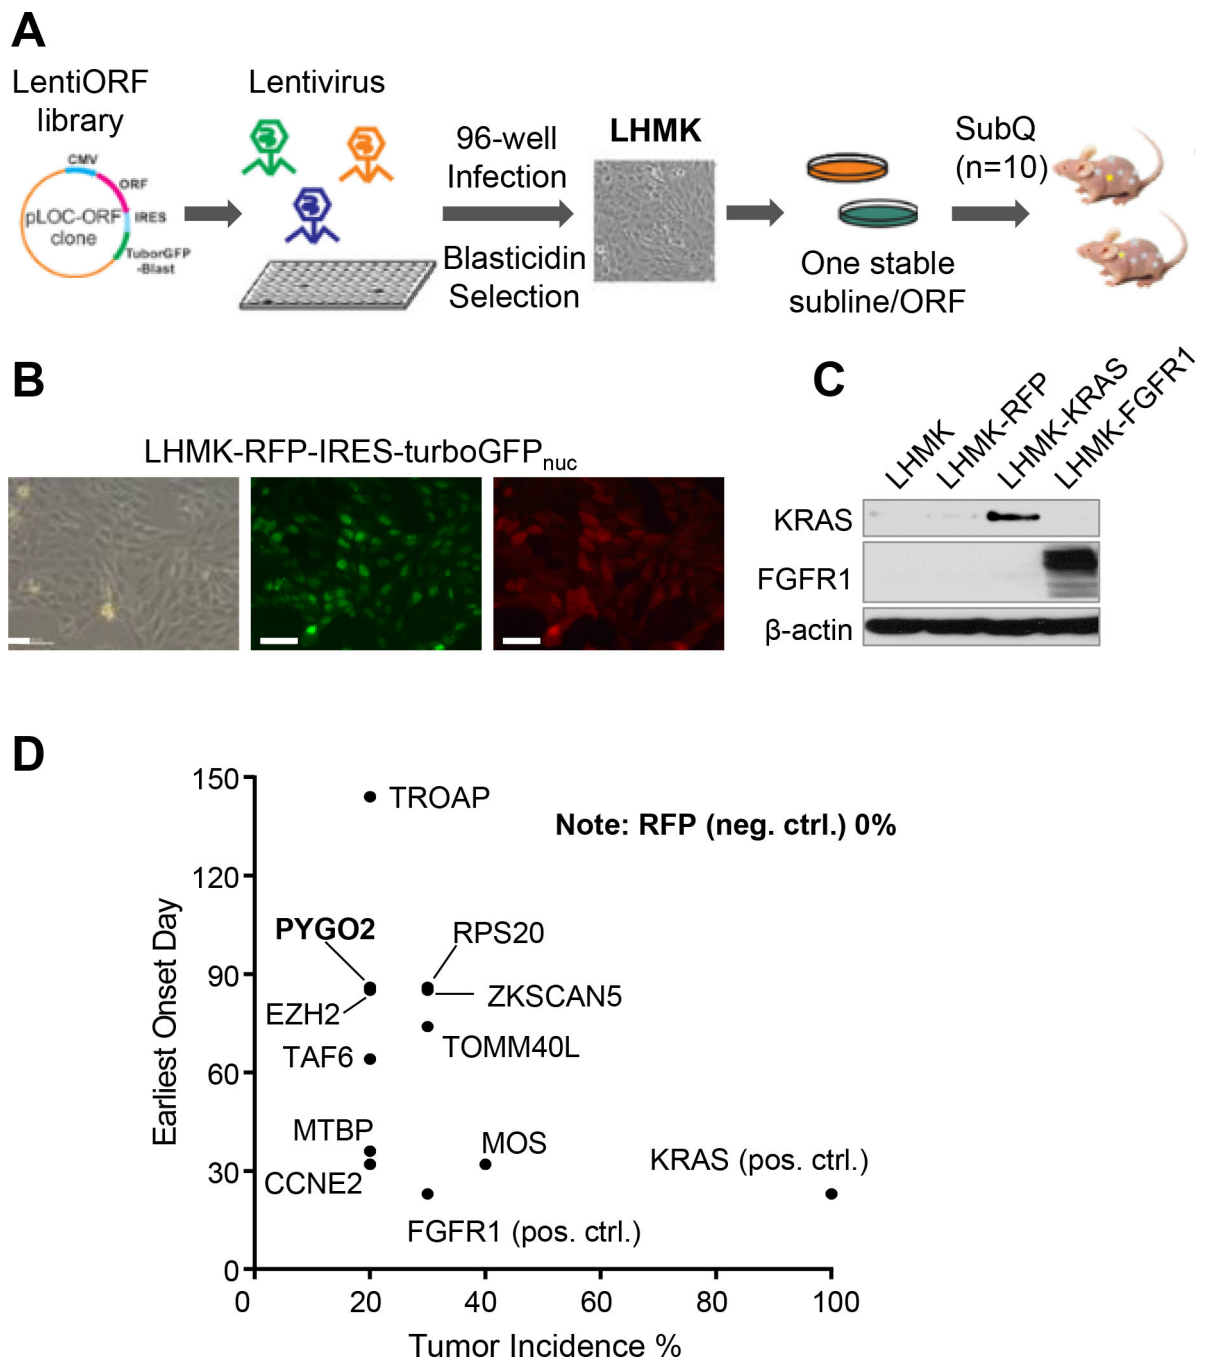 A
LentiORF
library
CMV
ORF
pLOC-ORF
clone
IRES
TuborGFP
-Blast
Lentivirus
96-well
Infection
Blasticidin
Selection
LHMK
One stable
subline/ORF
SubQ
(n=10)
B
LHMK-RFP-IRES-turboGFPnuc
C
LHMK
LHMK-RFP
LHMK-KRAS
LHMK-FGFR1
KRAS
FGFR1
β-actin
D
Earliest Onset Day
150
120
90
60
30
0
TROAP
Note: RFP (neg. ctrl.) 0%
PYGO2
RPS20
EZH2
ZKSCAN5
TAF6
TOMM40L
MTBP
MOS
KRAS (pos. ctrl.)
CCNE2
FGFR1 (pos. ctrl.)
0 20 40 60 80 100
Tumor Incidence %